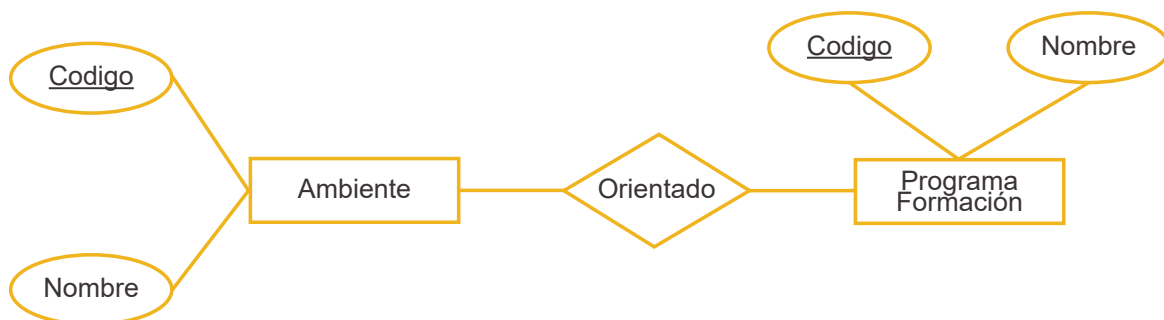 Codigo
Nombre
Codigo
Ambiente
Orientado
Programa
Formación
Nombre